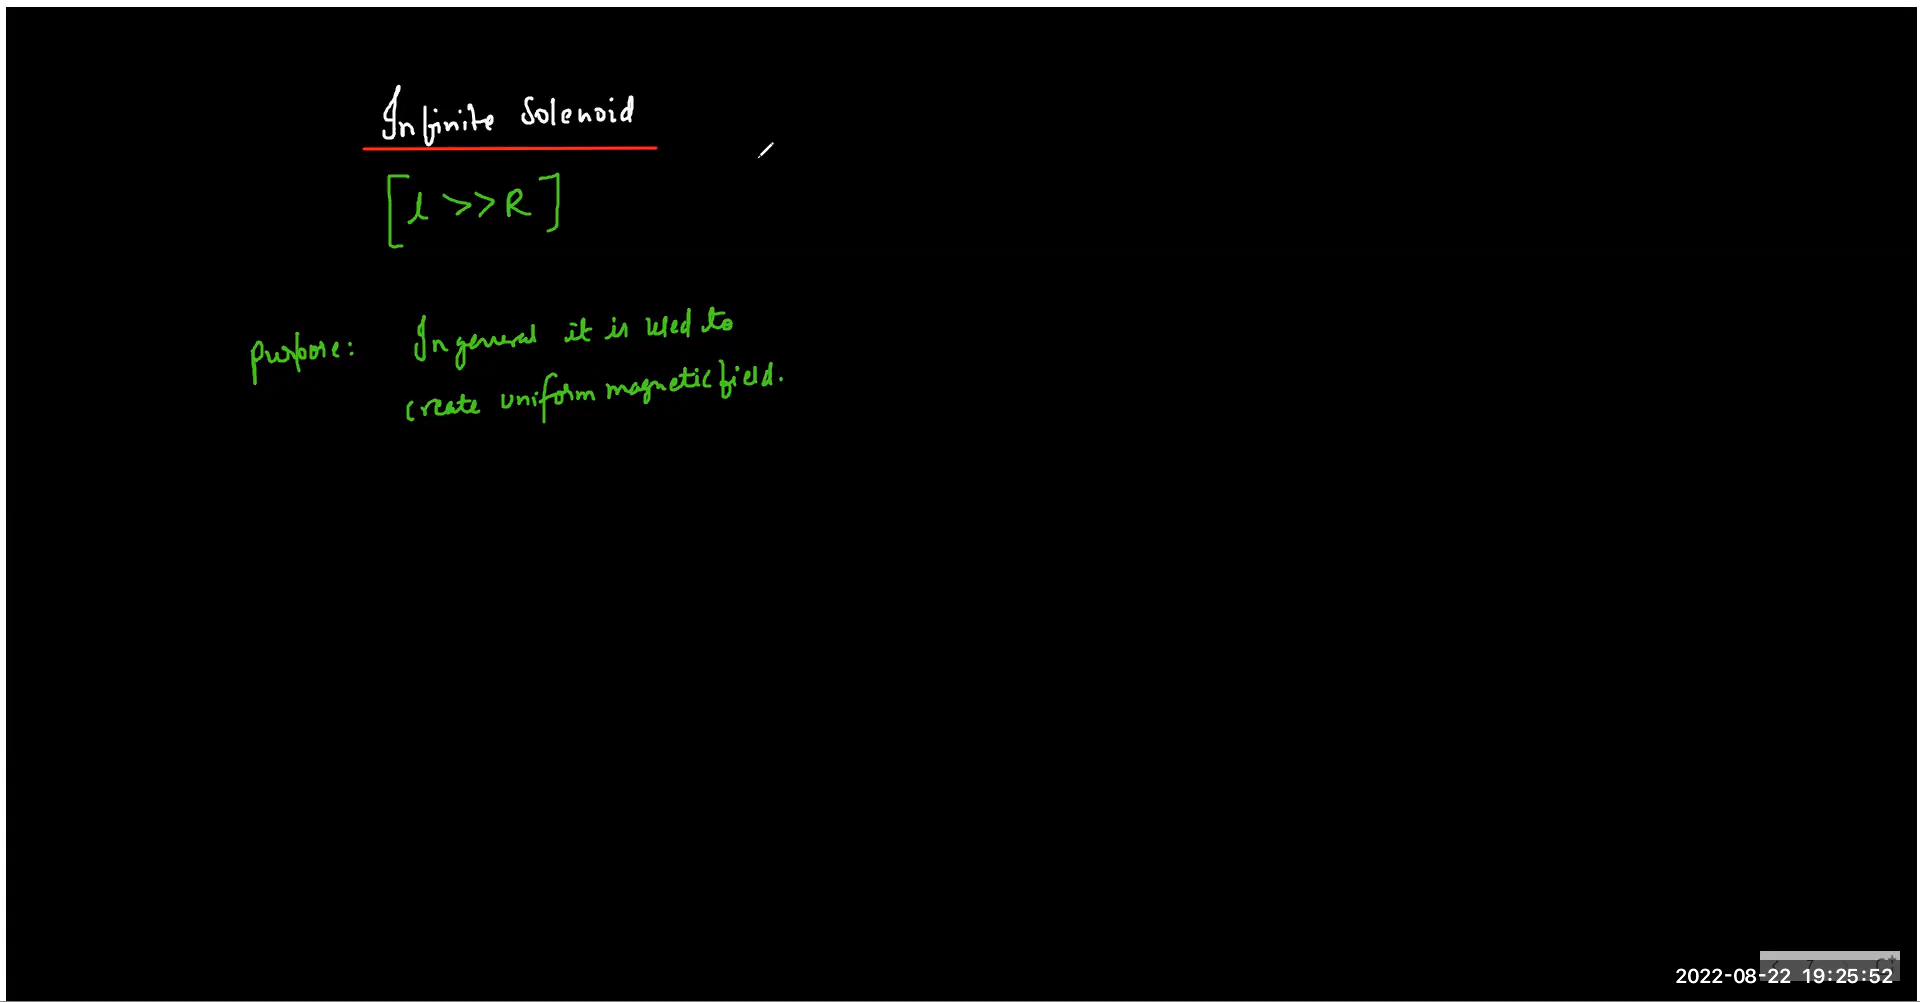 Infinite Solenoid
[l >> R]
purpose: In general it is used to
create uniform magnetic field.
2022-08-22 19:25:52